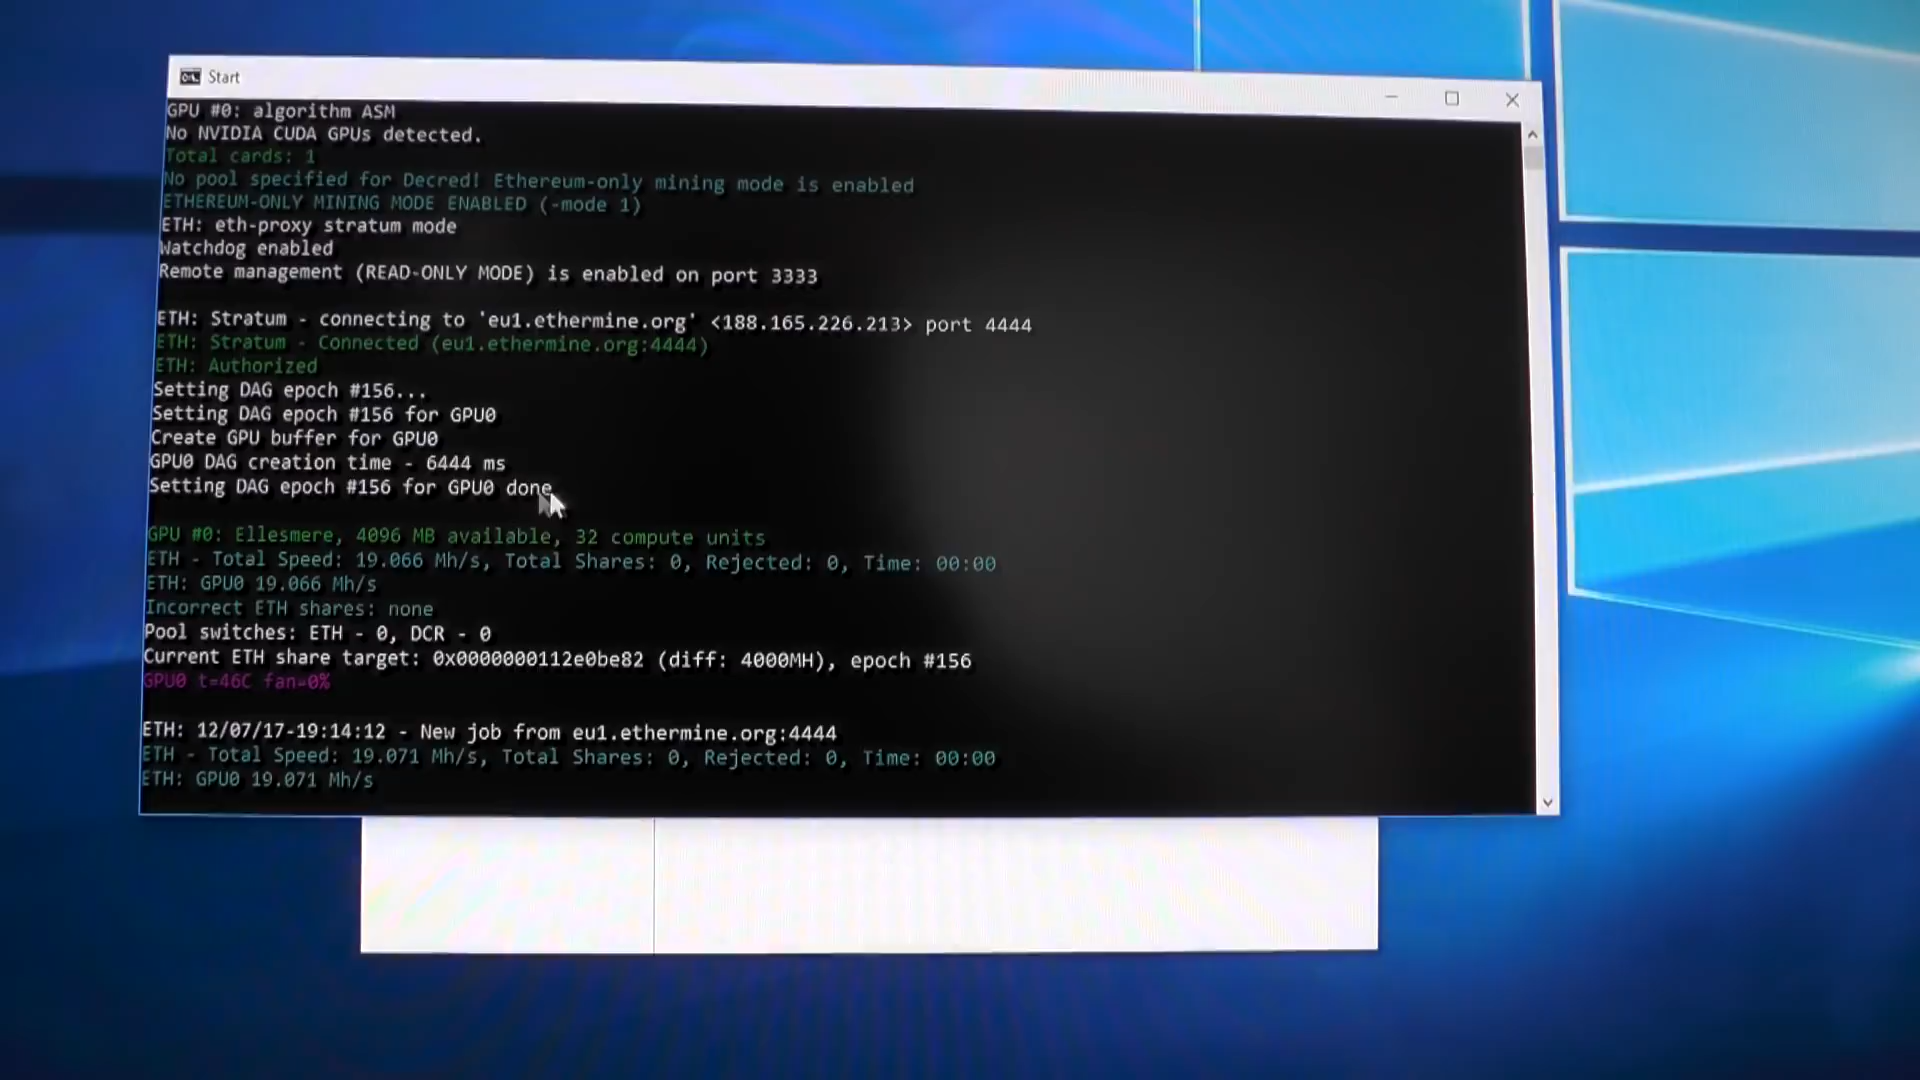 Start
GPU #0: algorithm ASM
No NVIDIA CUDA GPUs detected.
Total cards: 1
No pool specified for Decred! Ethereum-only mining mode is enabled
ETHEREUM-ONLY MINING MODE ENABLED (-mode 1)
ETH: eth-proxy stratum mode
Watchdog enabled
Remote management (READ-ONLY MODE) is enabled on port 3333
ETH: Stratum - connecting to 'eu1.ethermine.org' <188.165.226.213> port 4444
ETH: Stratum - Connected (eu1.ethermine.org:4444)
ETH: Authorized
Setting DAG epoch #156...
Setting DAG epoch #156 for GPU0
Create GPU buffer for GPU0
GPU0 DAG creation time - 6444 ms
Setting DAG epoch #156 for GPU0 done
GPU #0: Ellesmere, 4096 MB available, 32 compute units
ETH - Total Speed: 19.066 Mh/s, Total Shares: 0, Rejected: 0, Time: 00:00
ETH: GPU0 19.066 Mh/s
Incorrect ETH shares: none
Pool switches: ETH - 0, DCR - 0
Current ETH share target: 0x0000000112e0be82 (diff: 4000MH), epoch #156
GPU0 t=46C fan=0%
ETH: 12/07/17-19:14:12 - New job from eu1.ethermine.org:4444
ETH - Total Speed: 19.071 Mh/s, Total Shares: 0, Rejected: 0, Time: 00:00
ETH: GPU0 19.071 Mh/s